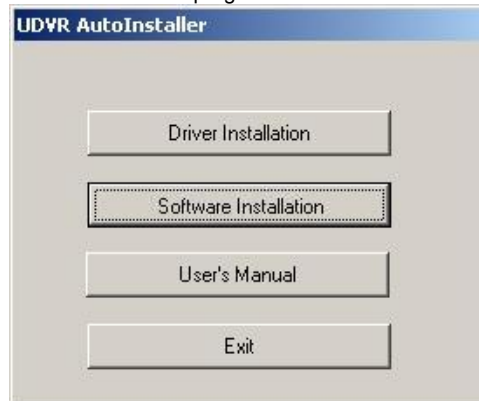 UDVR AutoInstaller
Driver Installation
Software Installation
User's Manual
Exit